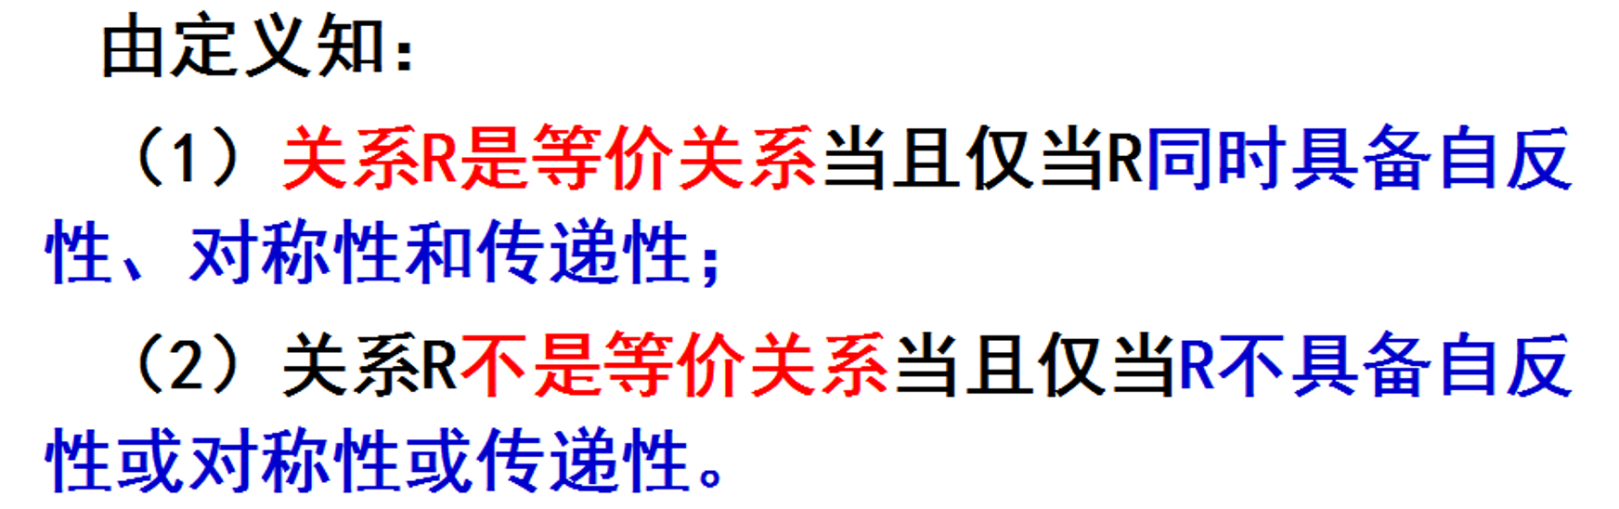 由定义知：
（1）关系R是等价关系当且仅当R同时具备自反
性、对称性和传递性；
（2）关系R不是等价关系当且仅当R不具备自反
性或对称性或传递性。